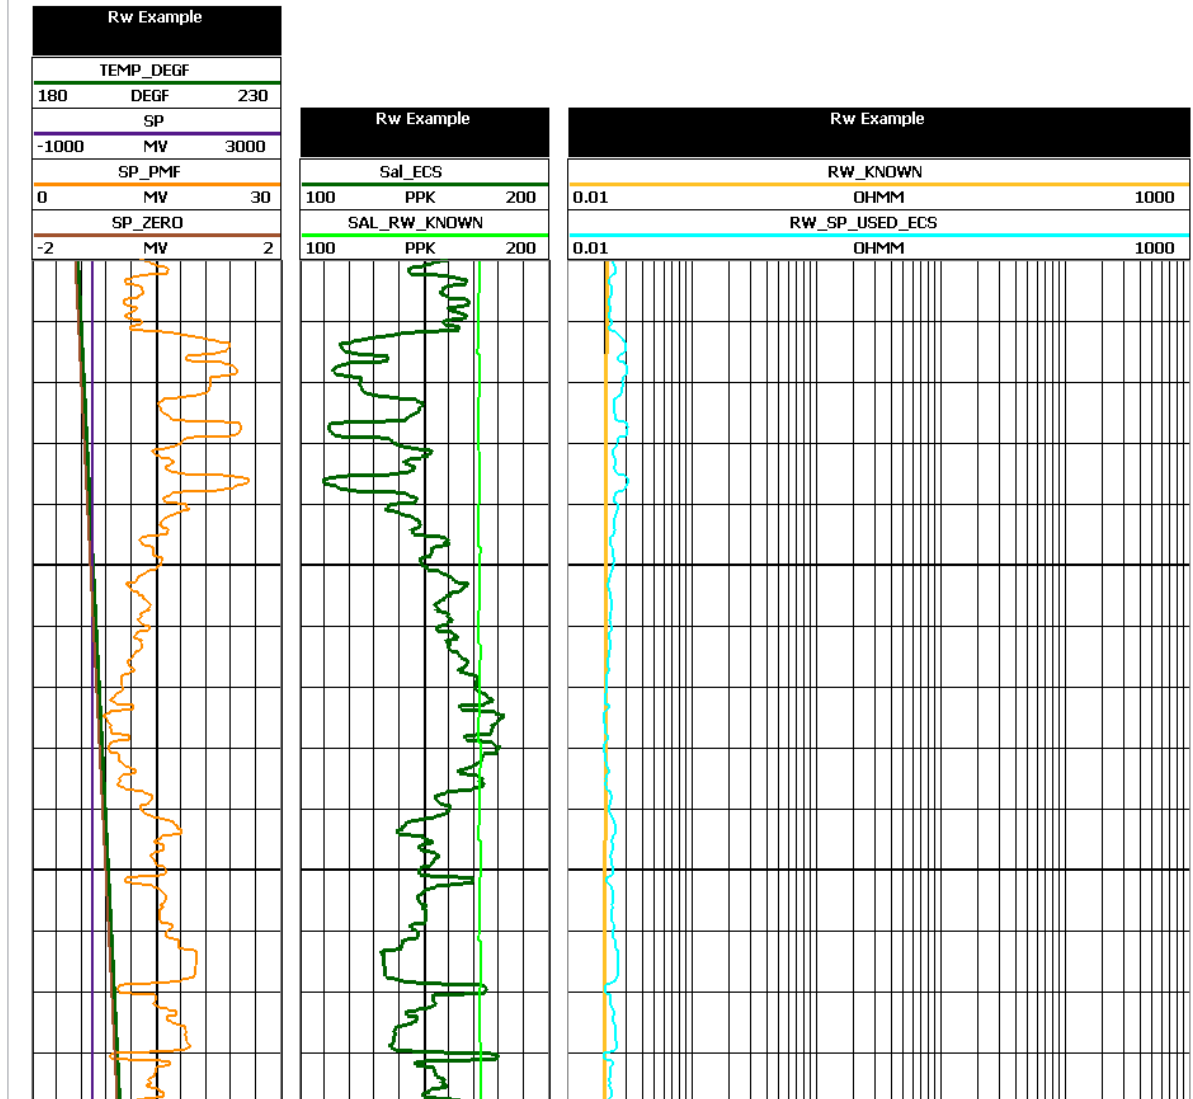 Rw Example
TEMP_DEGF
180 DEGF 230
SP
-1000 MV 3000
SP_PMF
0 MV 30
SP_ZERO
-2 MV 2
Rw Example
Sal_ECS
100 PPK 200
SAL_RW_KNOWN
100 PPK 200
Rw Example
RW_KNOWN
0.01 OHMM 1000
RW_SP_USED_ECS
0.01 OHMM 1000